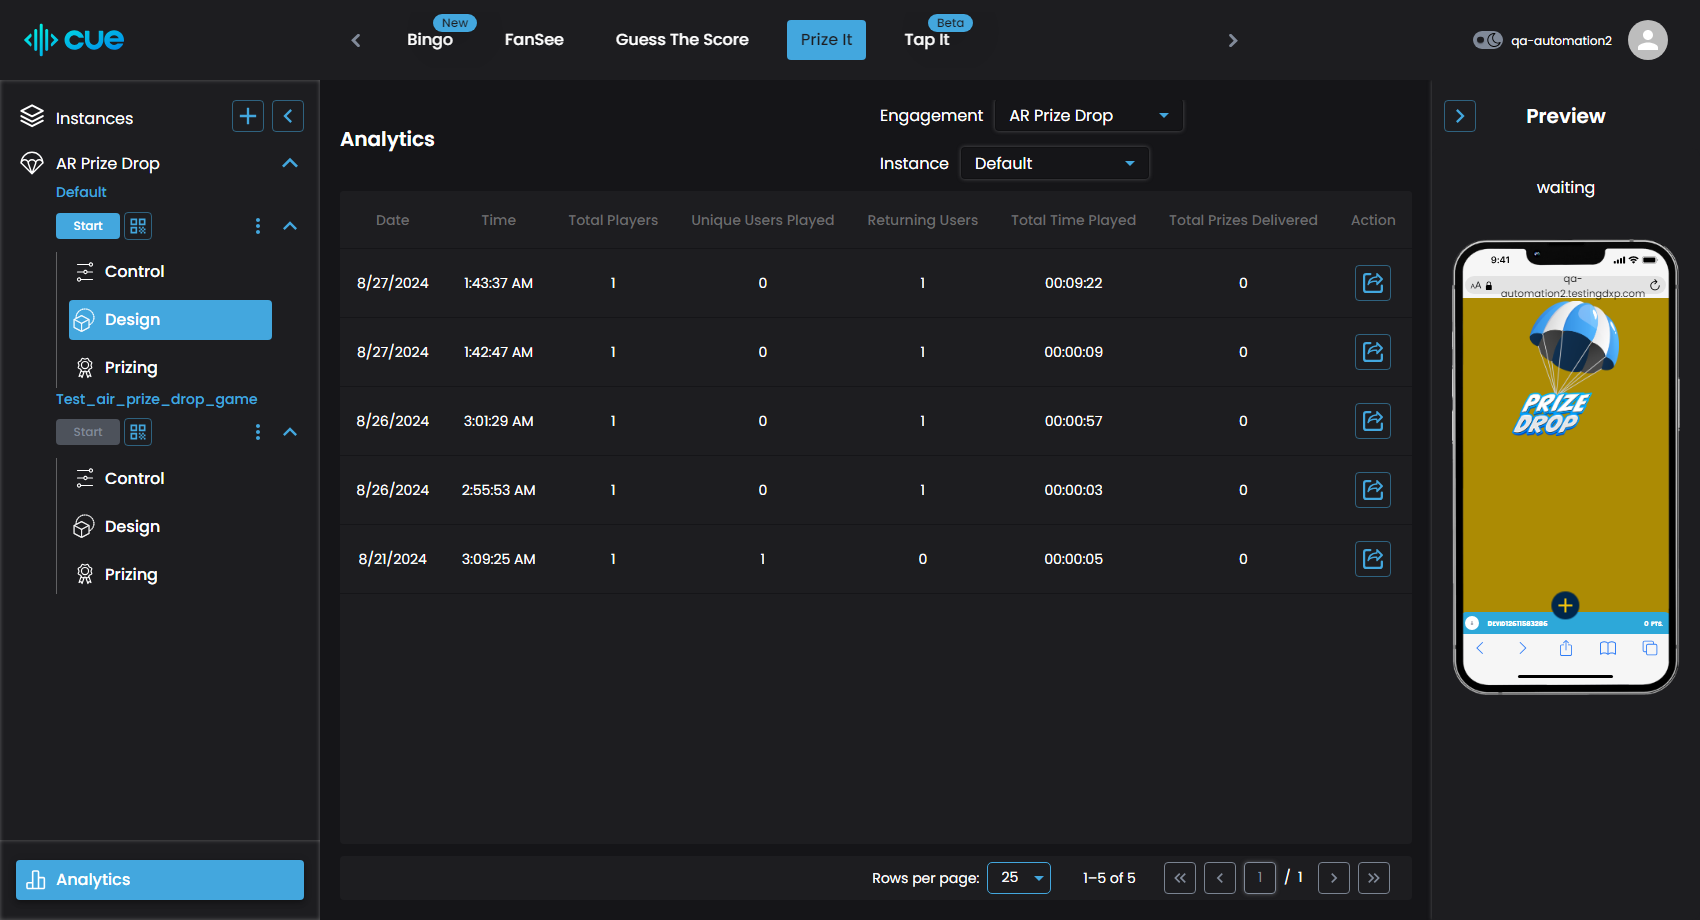 cue
New
Bingo
FanSee
Guess The Score
Prize It
Beta
Tap It
qa-automation2
Instances
AR Prize Drop
Default
Start
Control
Design
Prizing
Test_air_prize_drop_game
Start
Control
Design
Prizing
Analytics
Analytics
Engagement AR Prize Drop
Instance Default
Date Time Total Players Unique Users Played Returning Users Total Time Played Total Prizes Delivered Action
8/27/2024 1:43:37 AM 1 0 1 00:09:22 0
8/27/2024 1:42:47 AM 1 0 1 00:00:09 0
8/26/2024 3:01:29 AM 1 0 1 00:00:57 0
8/26/2024 2:55:53 AM 1 0 1 00:00:03 0
8/21/2024 3:09:25 AM 1 1 0 00:00:05 0
Rows per page: 25 1–5 of 5 1 / 1
Preview
waiting
9:41
AA qa-
automation2.testingdxp.com
PRIZE
DROP
0 PTS.